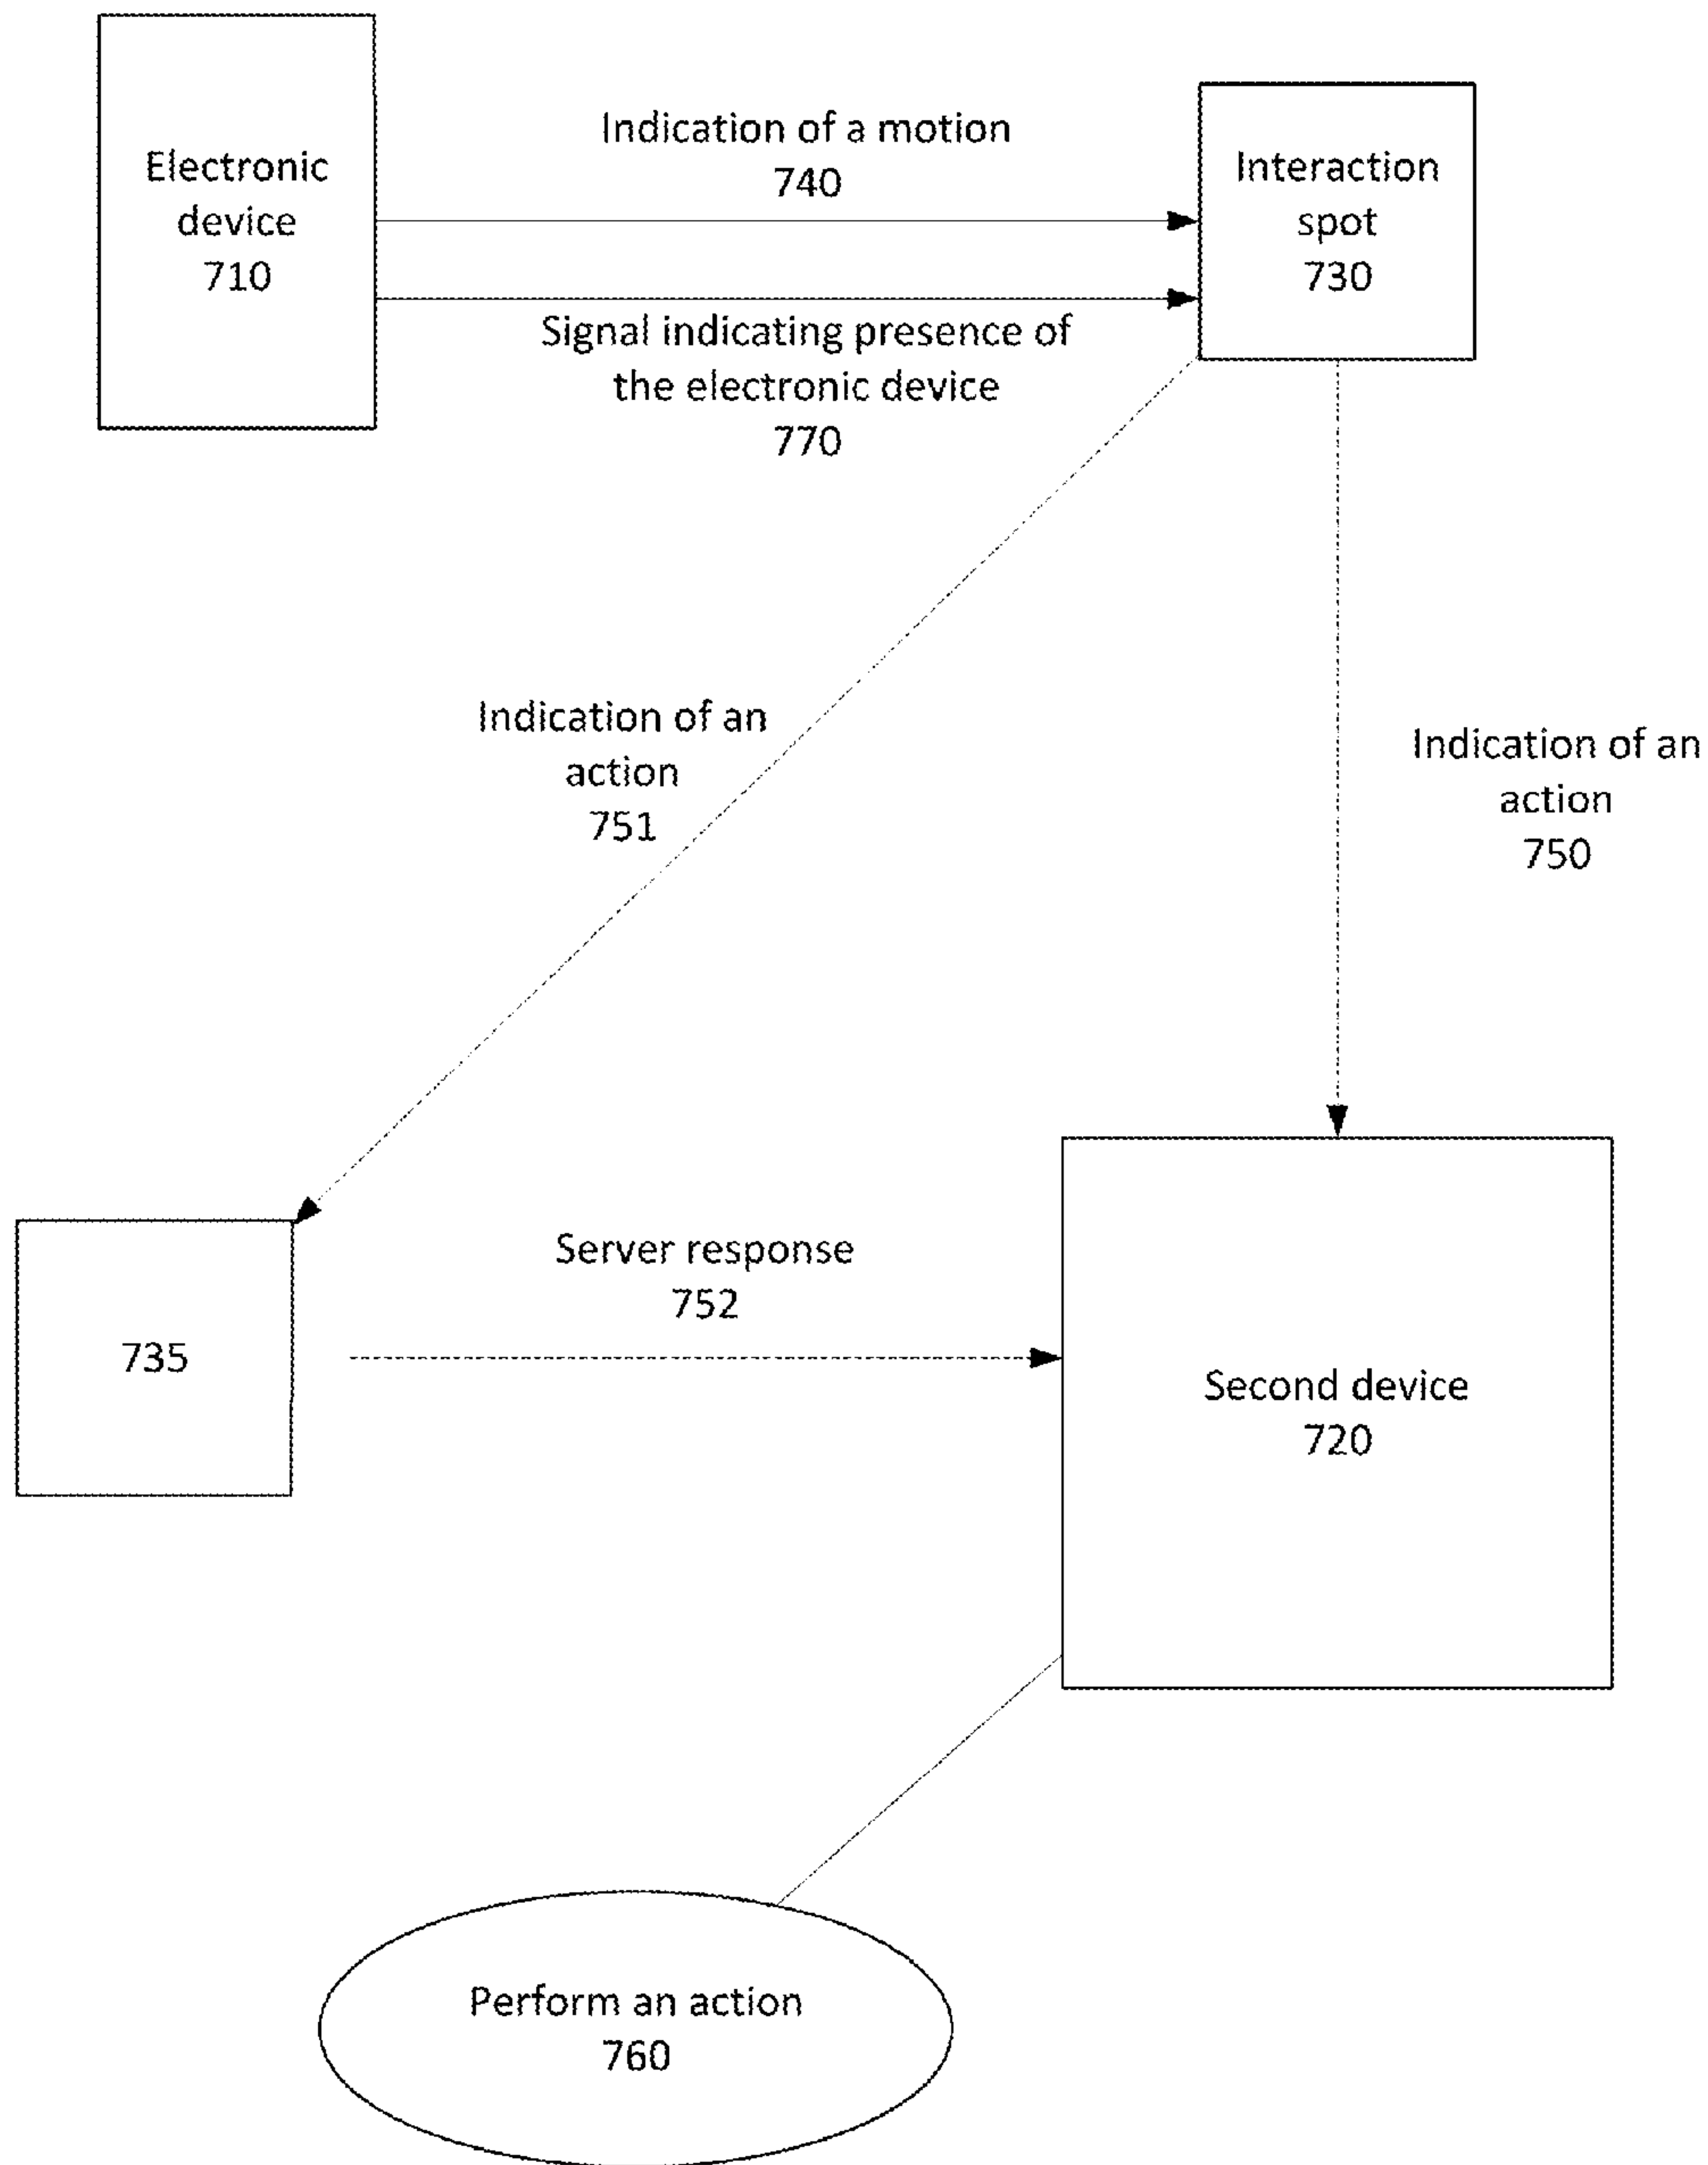 Electronic
device
710
Indication of a motion
740
Interaction
spot
730
Signal indicating presence of
the electronic device
770
Indication of an
action
751
Indication of an
action
750
735
Server response
752
Second device
720
Perform an action
760